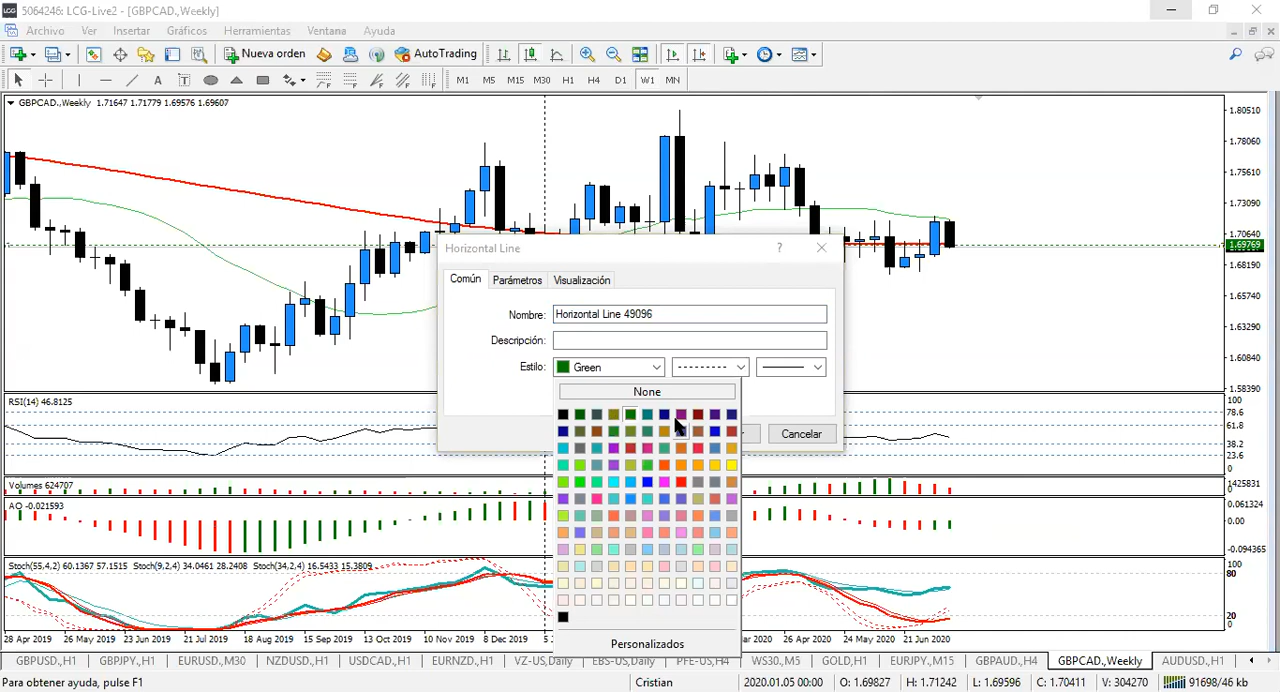 5064246: LCG-Live2 - [GBPCAD.,Weekly]
Archivo Ver Insertar Gráficos Herramientas Ventana Ayuda
Nueva orden AutoTrading
A T M1 M5 M15 M30 H1 H4 D1 W1 MN
GBPCAD.,Weekly 1.71647 1.71779 1.69576 1.69607
1.80510
1.78060
1.75610
1.73090
1.70640
1.69769
1.68190
1.65740
1.63290
1.60840
1.58390
Horizontal Line ?
Común Parámetros Visualización
Nombre: Horizontal Line 49096
Descripción:
Estilo: Green
None
Cancelar
Personalizados
RSI(14) 46.8125
100
78.6
61.8
38.2
23.6
0
Volumes 624707
1425831
0
AO -0.021593
0.061324
0.00
-0.094365
Stoch(55,4,2) 60.1367 57.1515 Stoch(9,2,4) 34.0461 28.2408 Stoch(34,2,4) 16.5433 15.3809
100
80
20
0
28 Apr 2019 26 May 2019 23 Jun 2019 21 Jul 2019 18 Aug 2019 15 Sep 2019 13 Oct 2019 10 Nov 2019 8 Dec 2019 5 2020 26 Apr 2020 24 May 2020 21 Jun 2020
GBPUSD.,H1 GBPJPY.,H1 EURUSD.,M30 NZDUSD.,H1 USDCAD.,H1 EURNZD.,H1 VZ-US,Daily EBS-US,Daily PFE-US,H4 WS30.,M5 GOLD,H1 EURJPY.,M15 GBPAUD.,H4 GBPCAD.,Weekly AUDUSD.,H1
Para obtener ayuda, pulse F1 Cristian 2020.01.05 00:00 O: 1.69827 H: 1.71242 L: 1.69596 C: 1.70411 V: 304270 91698/46 kb